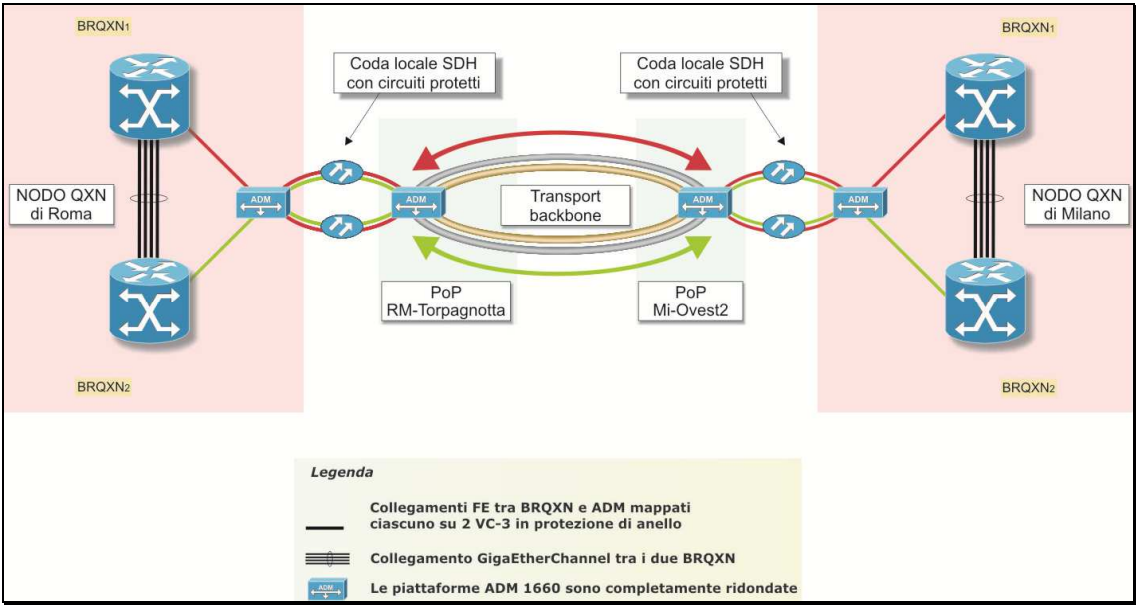 BRQXN1
BRQXN1
Coda locale SDH
con circuiti protetti
Coda locale SDH
con circuiti protetti
NODO QXN
di Roma
ADM
ADM
Transport
backbone
ADM
ADM
NODO QXN
di Milano
PoP
RM-Torpagnotta
PoP
Mi-Ovest2
BRQXN2
BRQXN2
Legenda
Collegamenti FE tra BRQXN e ADM mappati
ciascuno su 2 VC-3 in protezione di anello
Collegamento GigaEtherChannel tra i due BRQXN
ADM
Le piattaforme ADM 1660 sono completamente ridondate